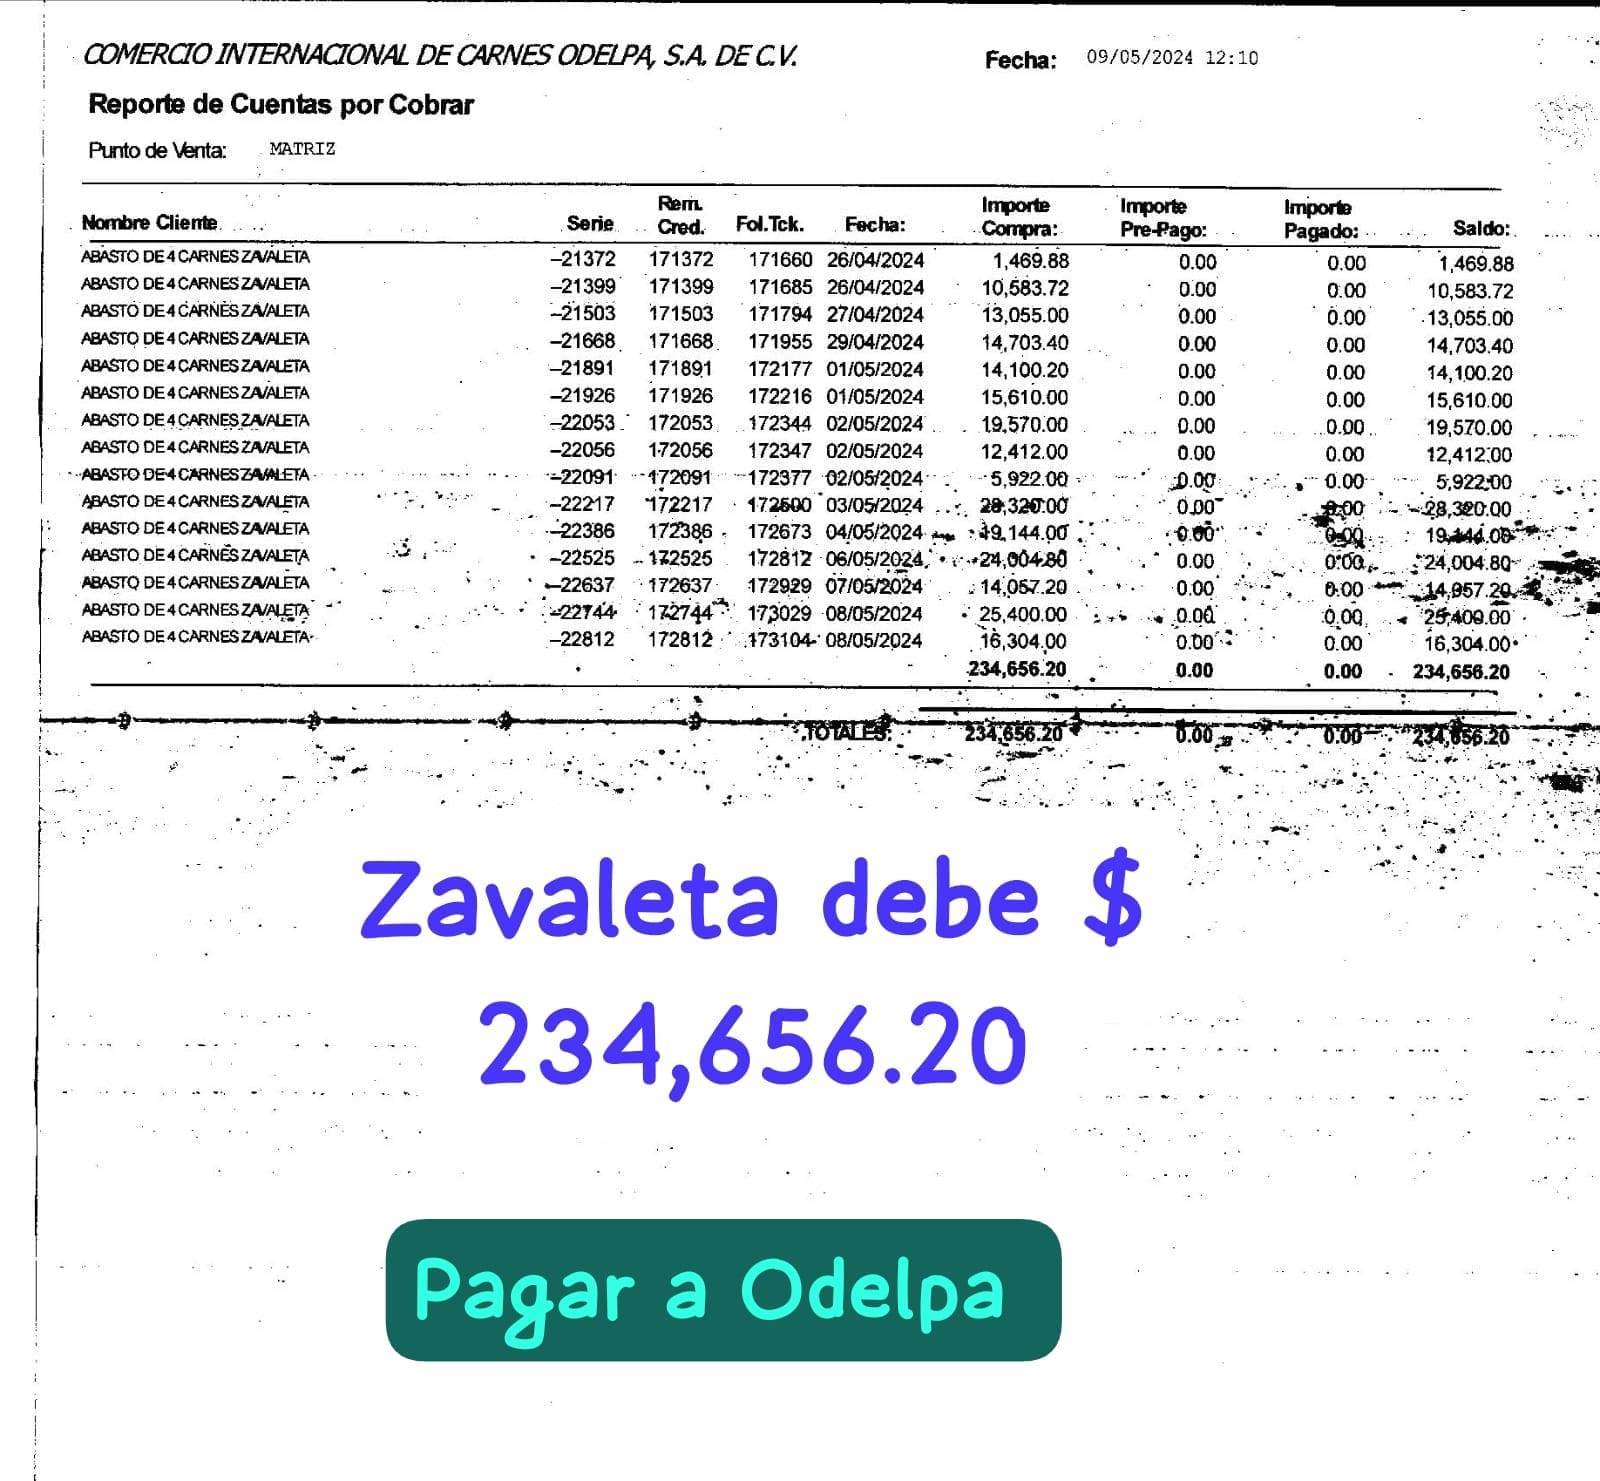 COMERCIO INTERNACIONAL DE CARNES ODELPA, S.A. DE C.V. Fecha: 09/05/2024 12:10
Reporte de Cuentas por Cobrar
Punto de Venta: MATRIZ
Nombre Cliente Serie Rem. Cred. Fol.Tck. Fecha: Importe Compra: Importe Pre-Pago: Importe Pagado: Saldo:
ABASTO DE 4 CARNES ZAVALETA –21372 171372 171660 26/04/2024 1,469.88 0.00 0.00 1,469.88
ABASTO DE 4 CARNES ZAVALETA –21399 171399 171685 26/04/2024 10,583.72 0.00 0.00 10,583.72
ABASTO DE 4 CARNES ZAVALETA –21503 171503 171794 27/04/2024 13,055.00 0.00 0.00 13,055.00
ABASTO DE 4 CARNES ZAVALETA –21668 171668 171955 29/04/2024 14,703.40 0.00 0.00 14,703.40
ABASTO DE 4 CARNES ZAVALETA –21891 171891 172177 01/05/2024 14,100.20 0.00 0.00 14,100.20
ABASTO DE 4 CARNES ZAVALETA –21926 171926 172216 01/05/2024 15,610.00 0.00 0.00 15,610.00
ABASTO DE 4 CARNES ZAVALETA –22053 172053 172344 02/05/2024 19,570.00 0.00 0.00 19,570.00
ABASTO DE 4 CARNES ZAVALETA –22056 172056 172347 02/05/2024 12,412.00 0.00 0.00 12,412.00
ABASTO DE 4 CARNES ZAVALETA –22091 172091 172377 02/05/2024 5,922.00 0.00 0.00 5,922.00
ABASTO DE 4 CARNES ZAVALETA –22217 172217 172500 03/05/2024 28,320.00 0.00 0.00 28,320.00
ABASTO DE 4 CARNES ZAVALETA –22386 172386 172673 04/05/2024 19,144.00 0.00 0.00 19,144.00
ABASTO DE 4 CARNES ZAVALETA –22525 172525 172812 06/05/2024 24,004.80 0.00 0.00 24,004.80
ABASTO DE 4 CARNES ZAVALETA –22637 172637 172929 07/05/2024 14,057.20 0.00 0.00 14,057.20
ABASTO DE 4 CARNES ZAVALETA –22744 172744 173029 08/05/2024 25,400.00 0.00 0.00 25,400.00
ABASTO DE 4 CARNES ZAVALETA –22812 172812 173104 08/05/2024 16,304.00 0.00 0.00 16,304.00
234,656.20 0.00 0.00 234,656.20
TOTALES: 234,656.20 0.00 0.00 234,656.20
Zavaleta debe $
234,656.20
Pagar a Odelpa